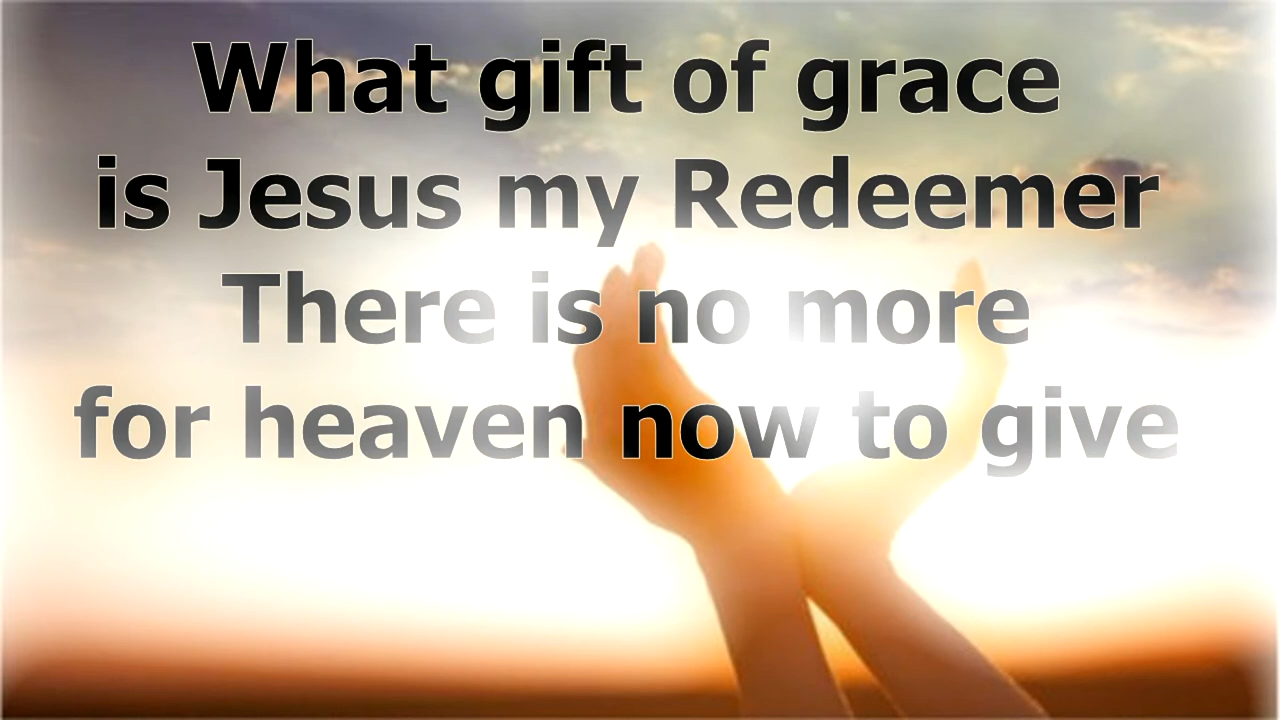 What gift of grace
is Jesus my Redeemer
There is no more
for heaven now to give